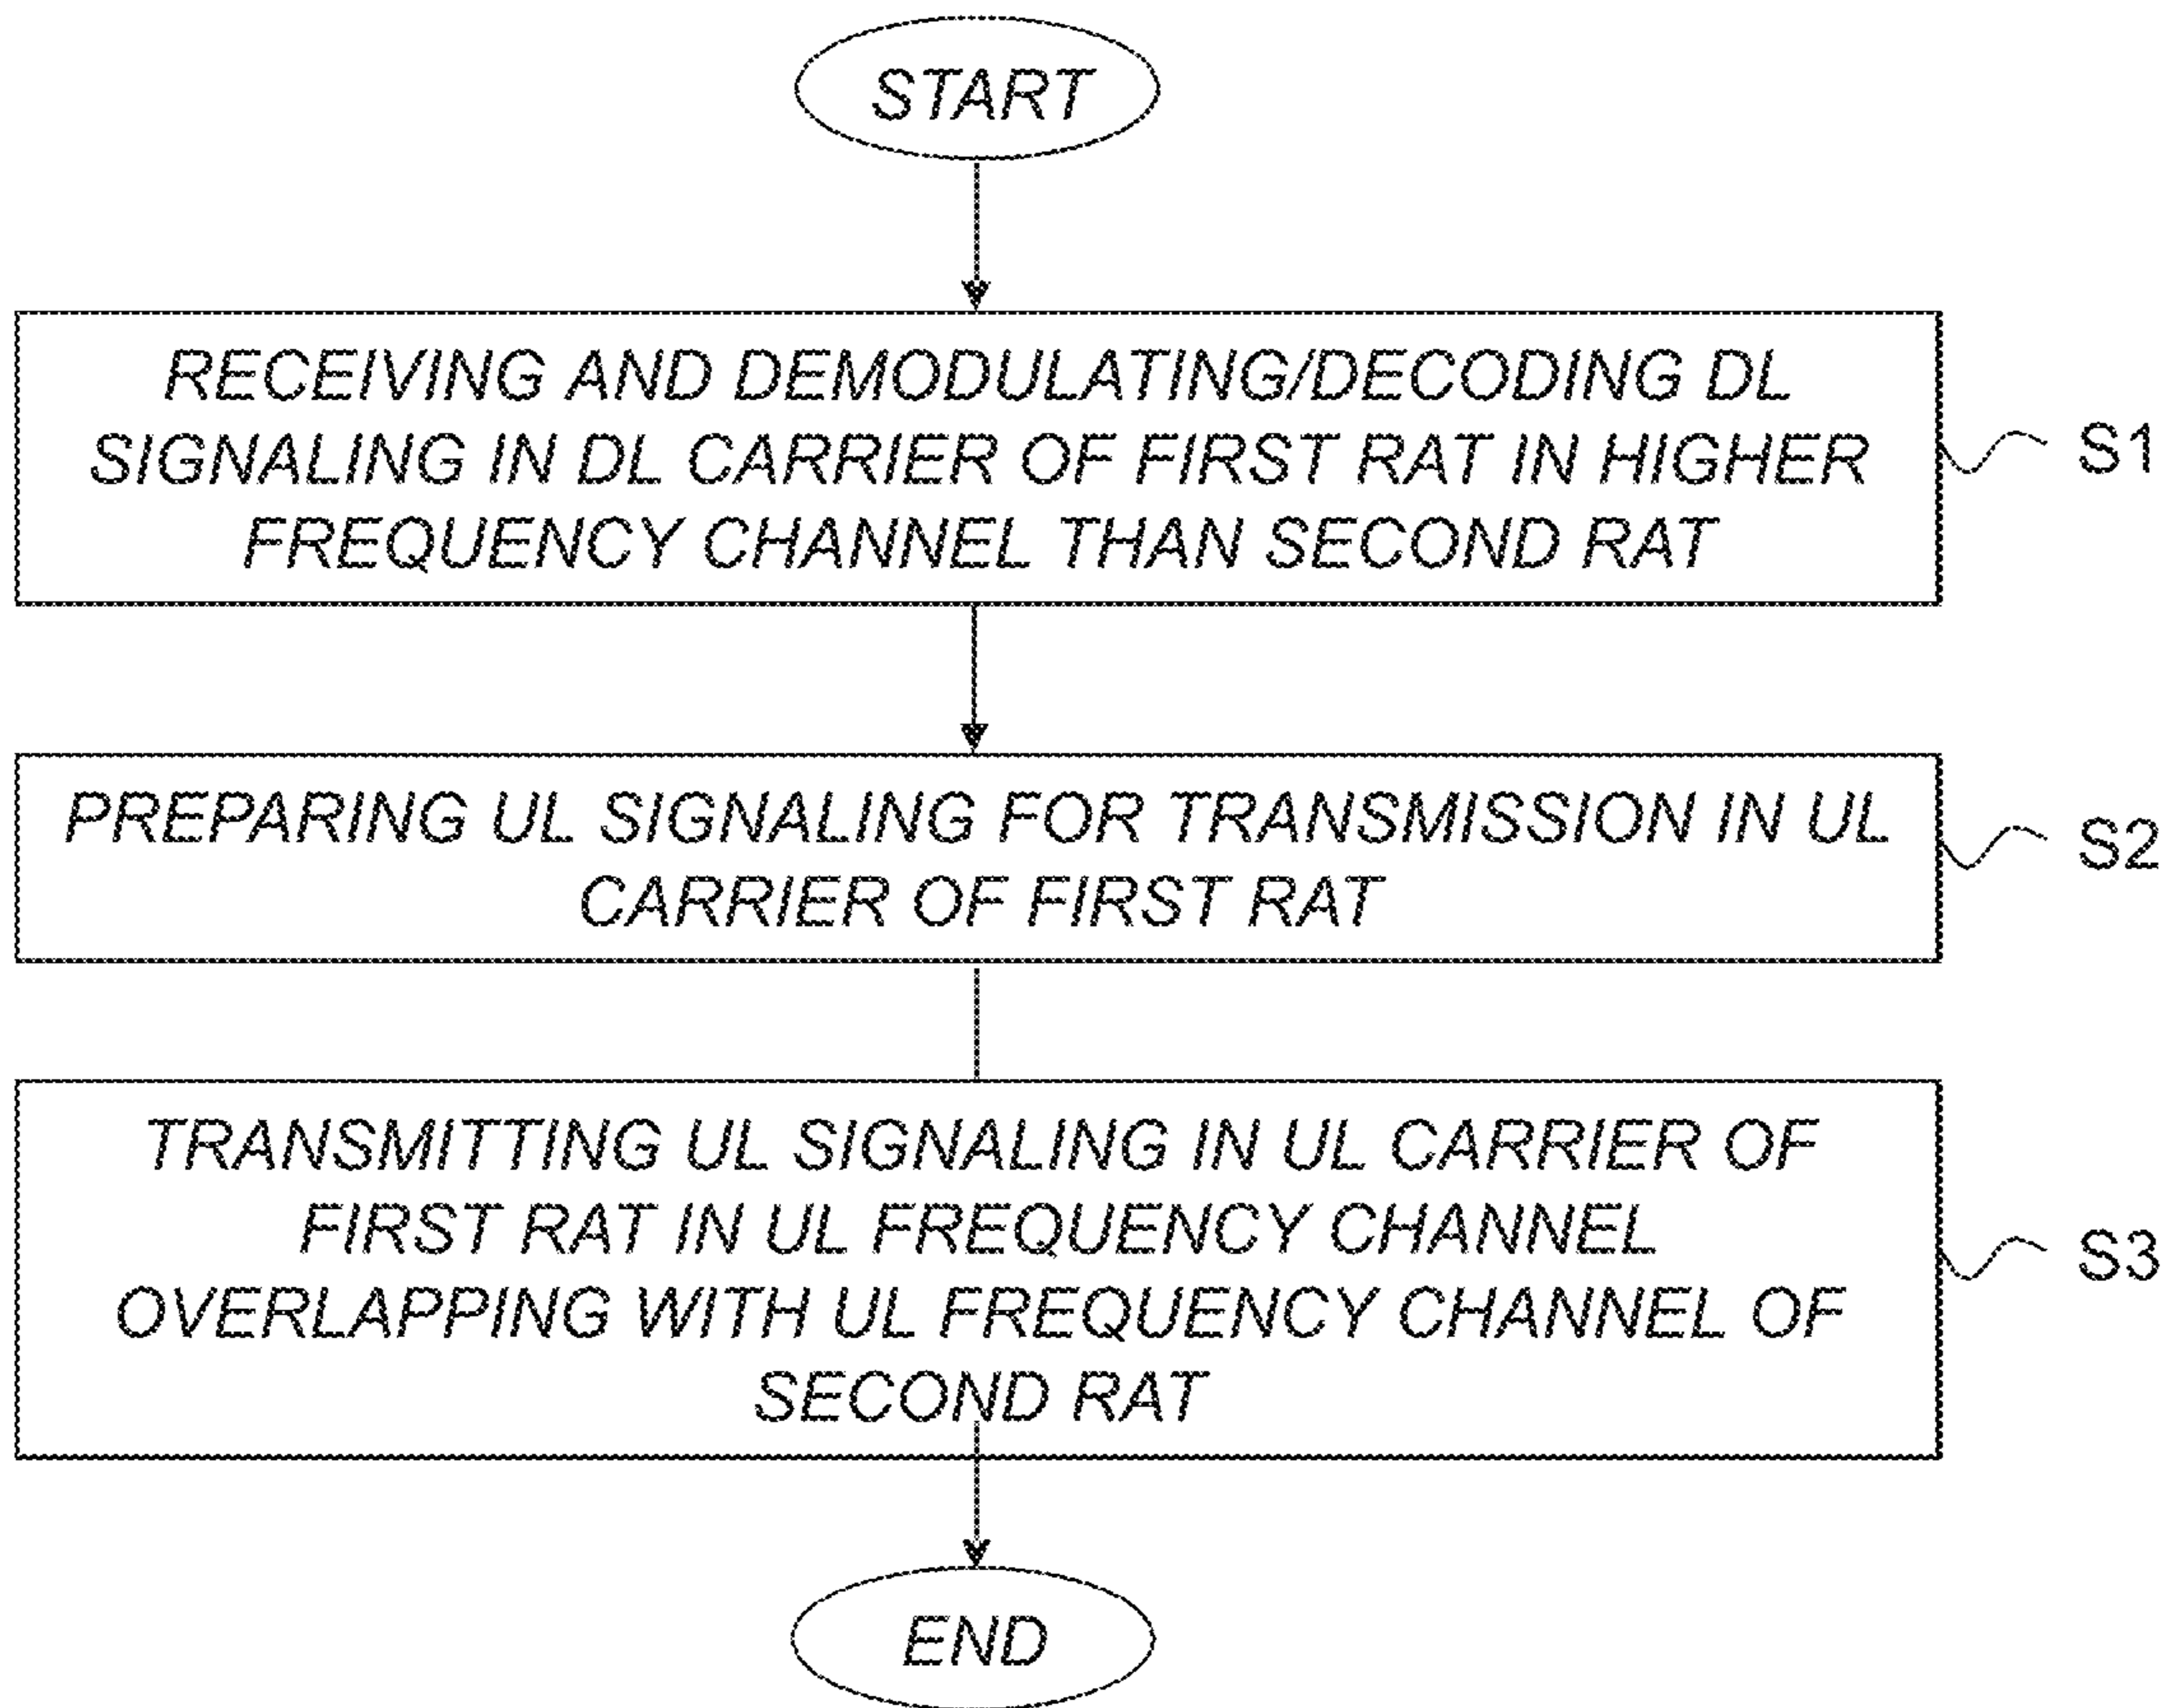 START
RECEIVING AND DEMODULATING/DECODING DL
SIGNALING IN DL CARRIER OF FIRST RAT IN HIGHER
FREQUENCY CHANNEL THAN SECOND RAT
S1
PREPARING UL SIGNALING FOR TRANSMISSION IN UL
CARRIER OF FIRST RAT
S2
TRANSMITTING UL SIGNALING IN UL CARRIER OF
FIRST RAT IN UL FREQUENCY CHANNEL
OVERLAPPING WITH UL FREQUENCY CHANNEL OF
SECOND RAT
S3
END